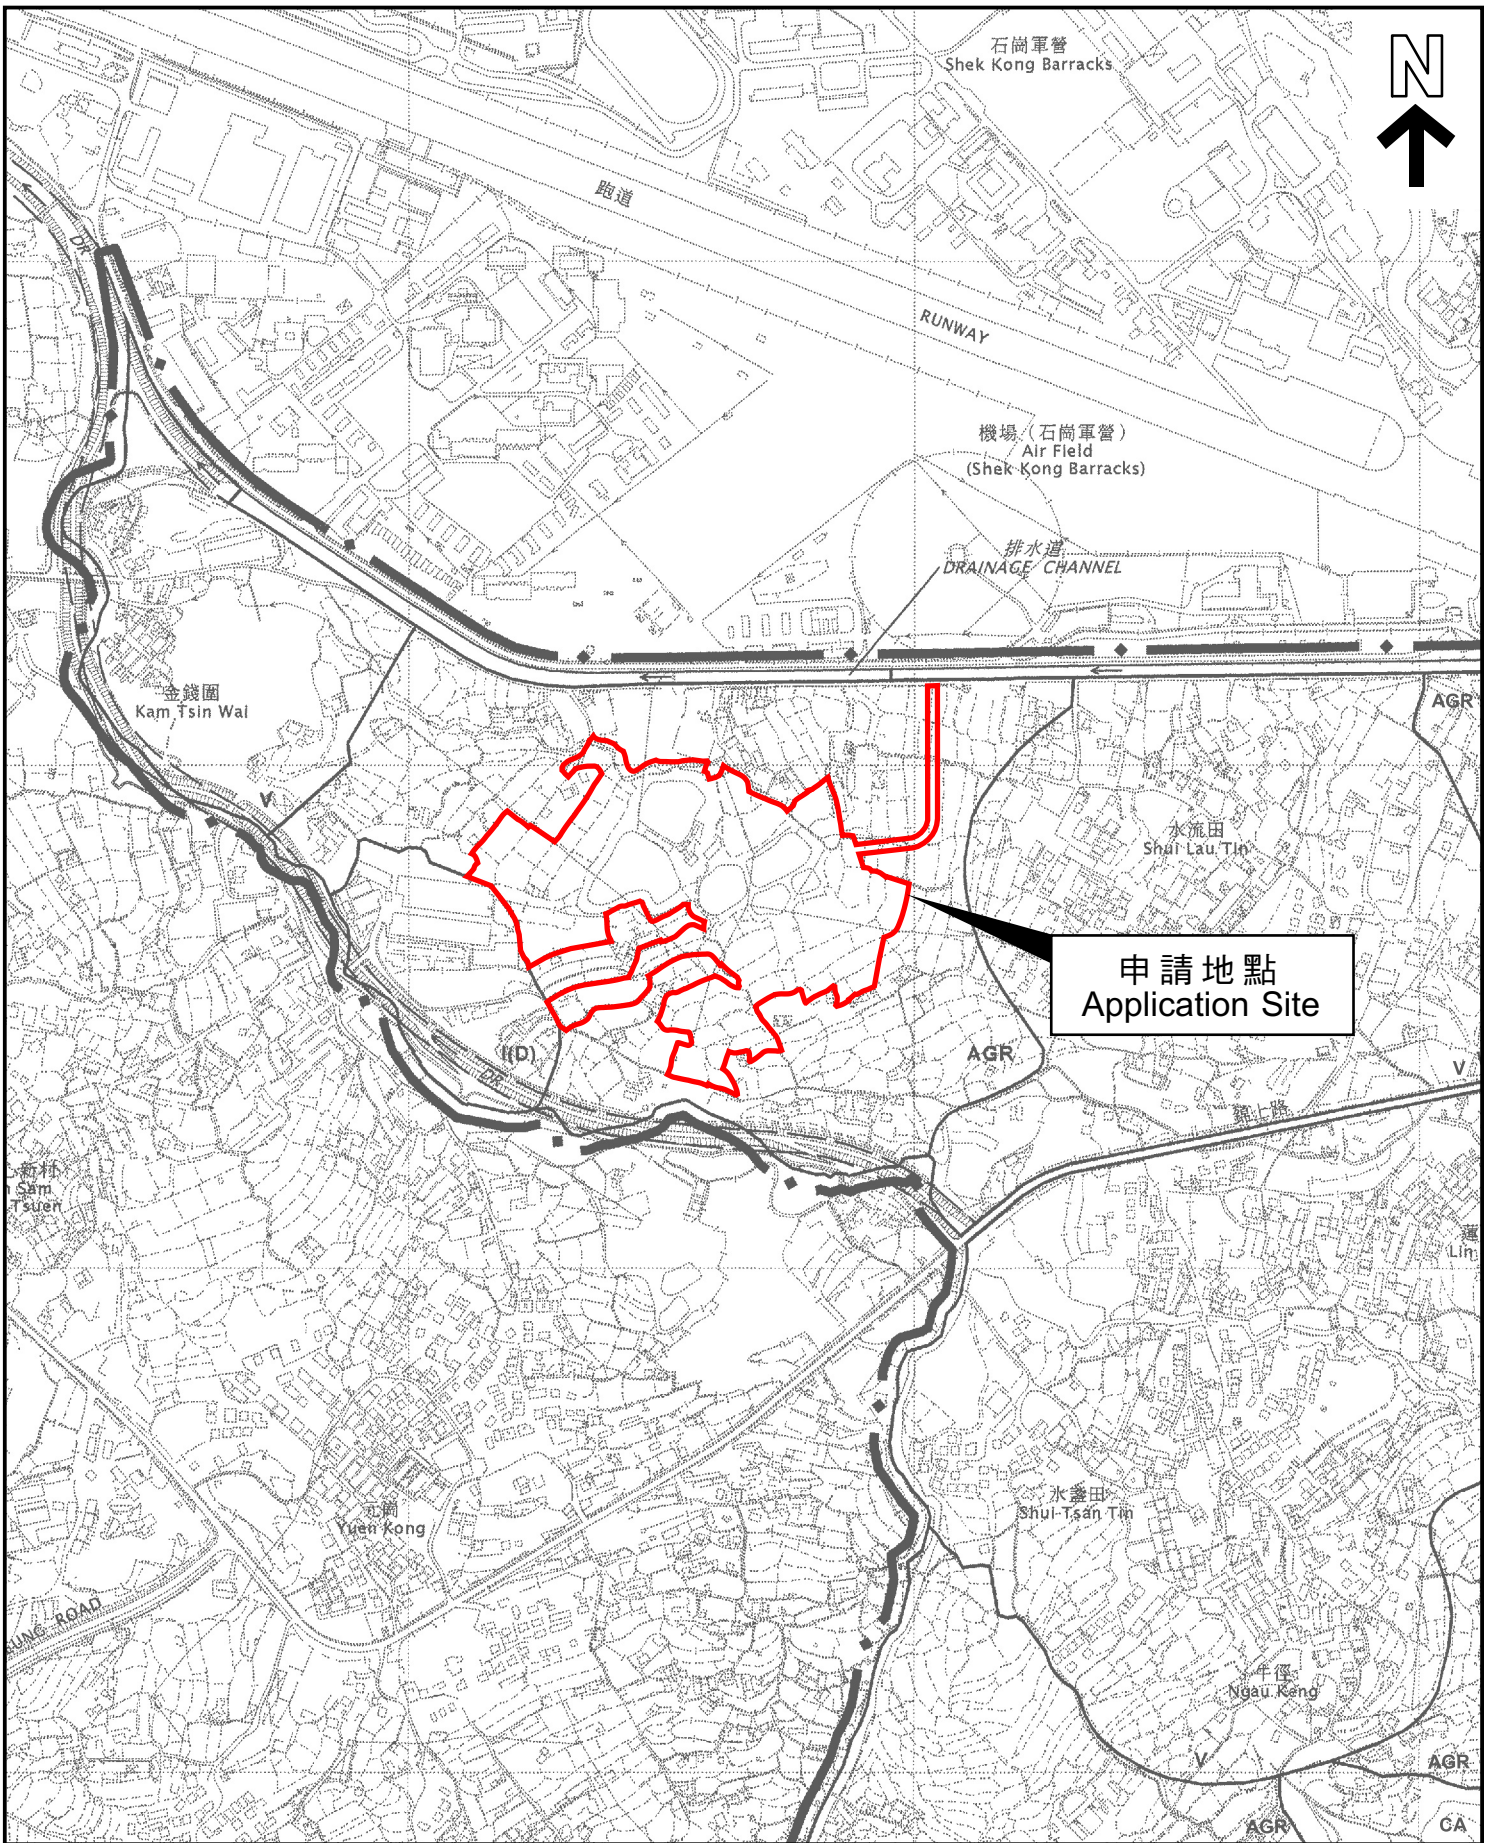 石崗軍營
Shek Kong Barracks
N
跑道
RUNWAY
機場（石崗軍營）
Air Field
(Shek Kong Barracks)
排水道
DRAINAGE CHANNEL
金錢圍
Kam Tsin Wai
AGR
V
水流田
Shui Lau Tin
申請地點
Application Site
I(D)
DR
AGR
V
錦上路
新村
Sam
Tsuen
蓮
Lin
水盞田
Shui Tsan Tin
元崗
Yuen Kong
ROAD
牛徑
Ngau Keng
V
AGR
AGR
CA